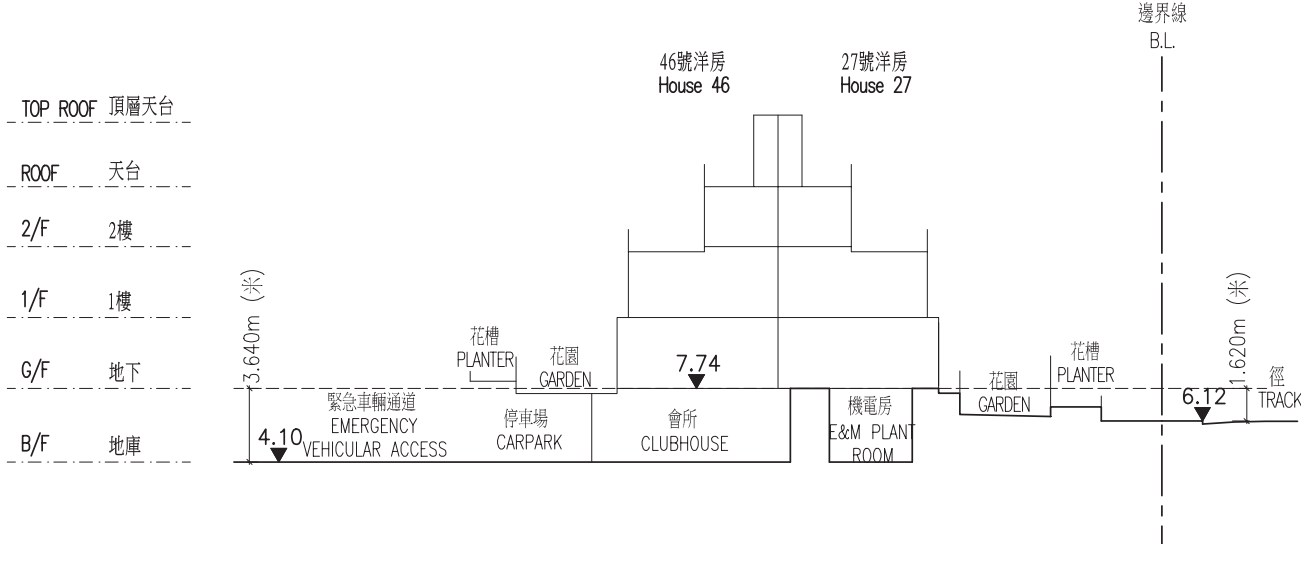 邊界線
B.L.
46號洋房
House 46
27號洋房
House 27
TOP ROOF 頂層天台
ROOF 天台
2/F 2樓
1/F 1樓
G/F 地下
B/F 地庫
3.640m (米)
花槽
PLANTER
花園
GARDEN
7.74
花園
GARDEN
花槽
PLANTER
1.620m (米)
徑
TRACK
6.12
4.10
緊急車輛通道
EMERGENCY
VEHICULAR ACCESS
停車場
CARPARK
會所
CLUBHOUSE
機電房
E&M PLANT
ROOM